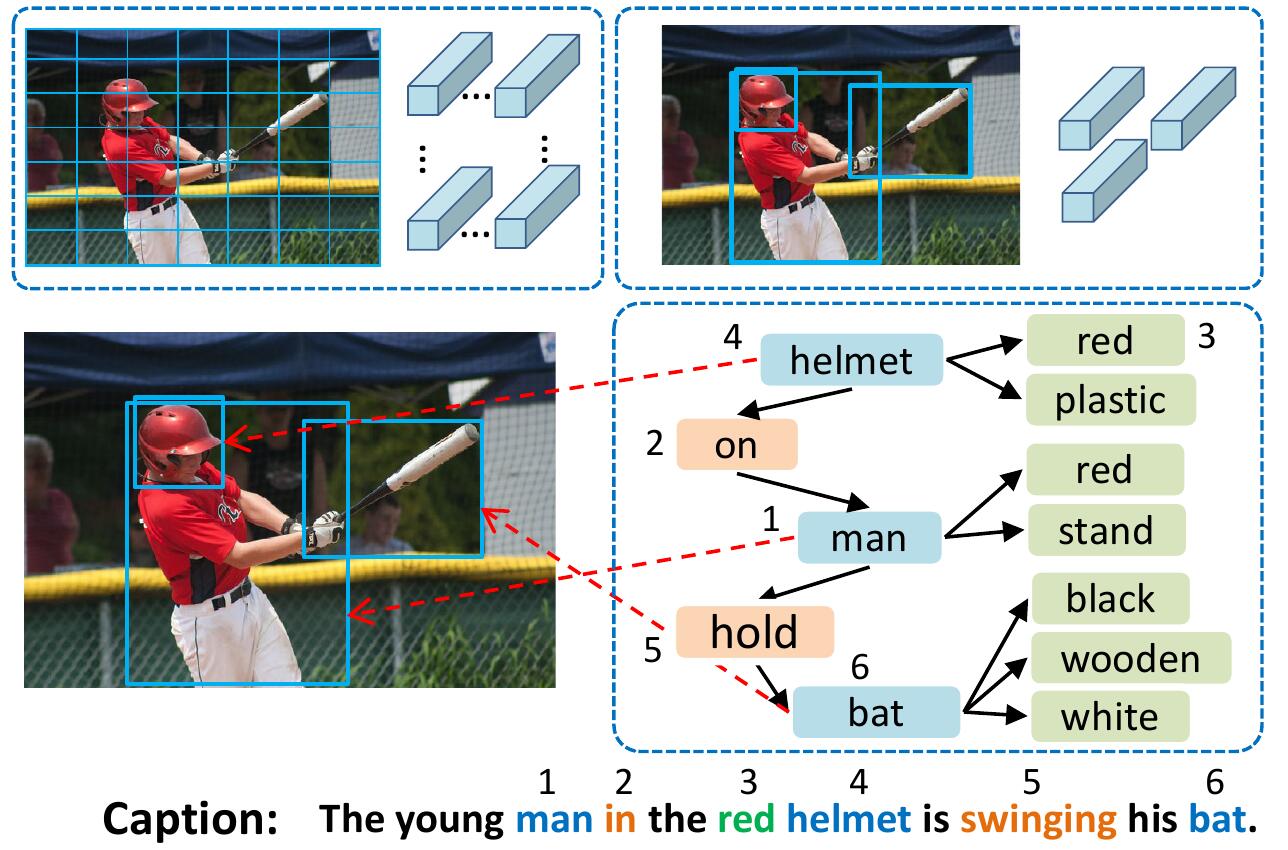 4 helmet red 3
plastic
2 on
red
1 man stand
hold black
5 6 wooden
bat white
1 2 3 4 5 6
Caption: The young man in the red helmet is swinging his bat.